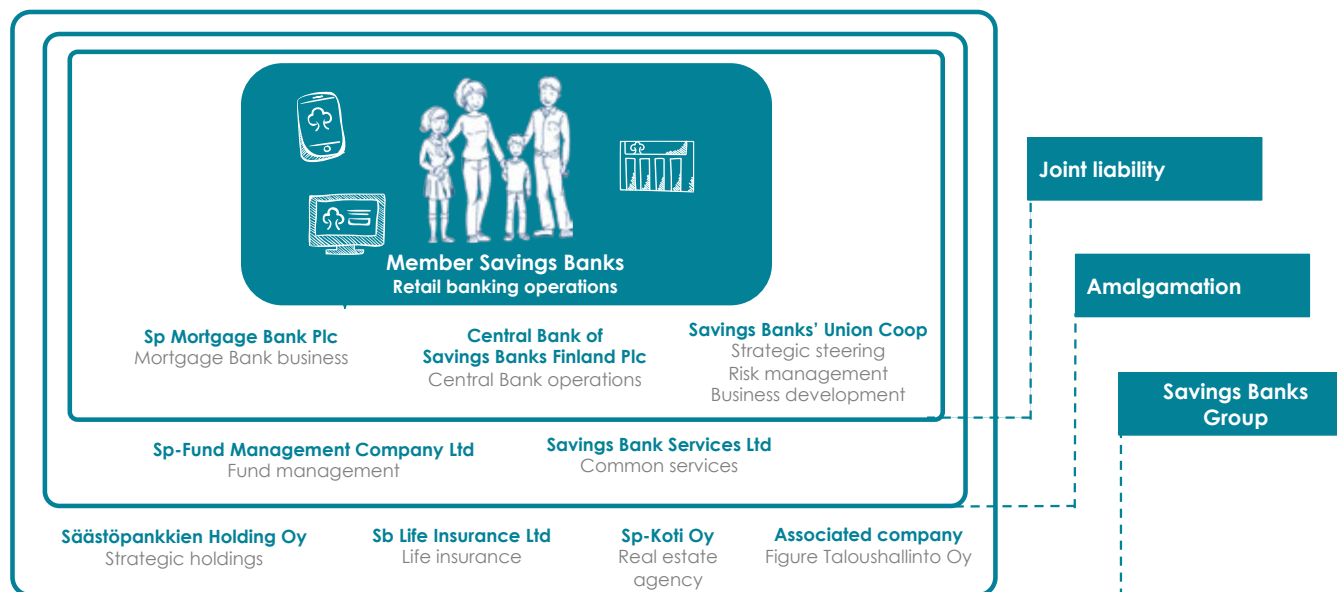 Member Savings Banks
Retail banking operations
Sp Mortgage Bank Plc
Mortgage Bank business
Central Bank of
Savings Banks Finland Plc
Central Bank operations
Savings Banks’ Union Coop
Strategic steering
Risk management
Business development
Sp-Fund Management Company Ltd
Fund management
Savings Bank Services Ltd
Common services
Säästöpankkien Holding Oy
Strategic holdings
Sb Life Insurance Ltd
Life insurance
Sp-Koti Oy
Real estate
agency
Associated company
Figure Taloushallinto Oy
Joint liability
Amalgamation
Savings Banks
Group